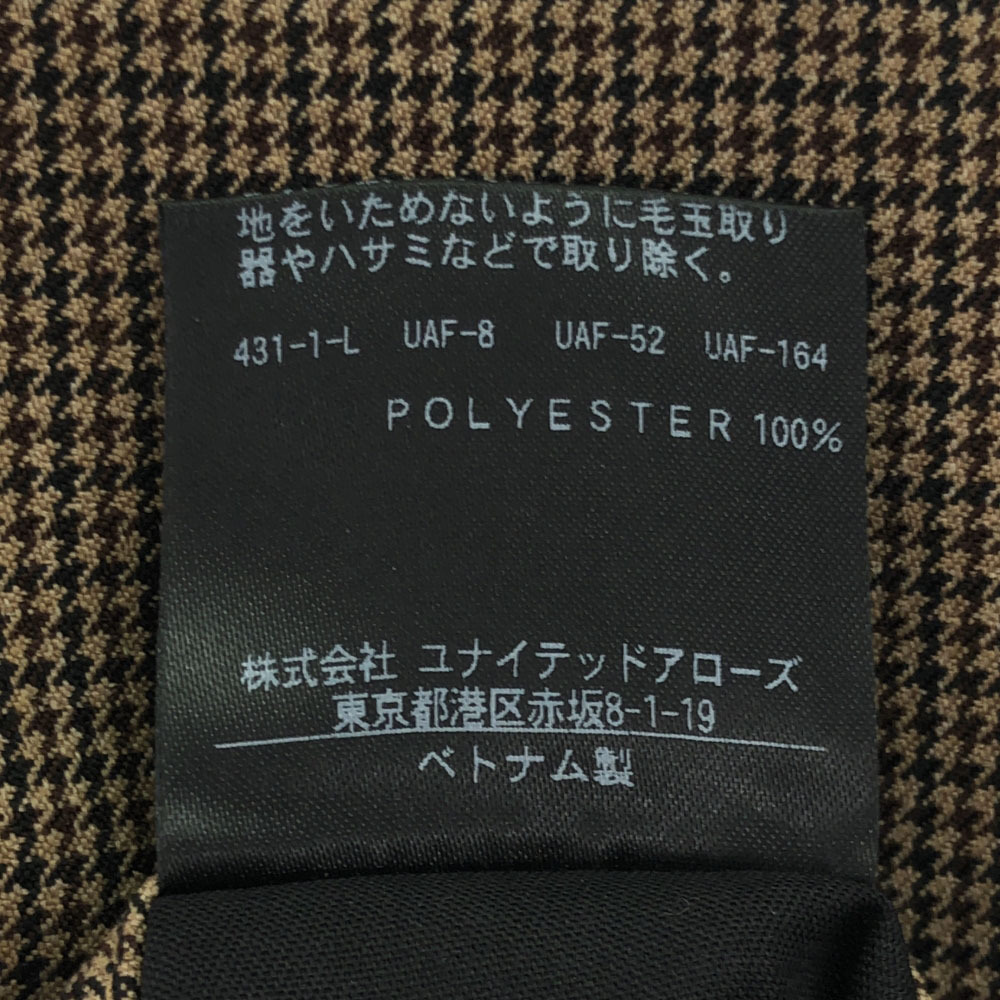 地をいためないように毛玉取り
器やハサミなどで取り除く。
431-1-L UAF-8 UAF-52 UAF-164
POLYESTER 100%
株式会社 ユナイテッドアローズ
東京都港区赤坂8-1-19
ベトナム製